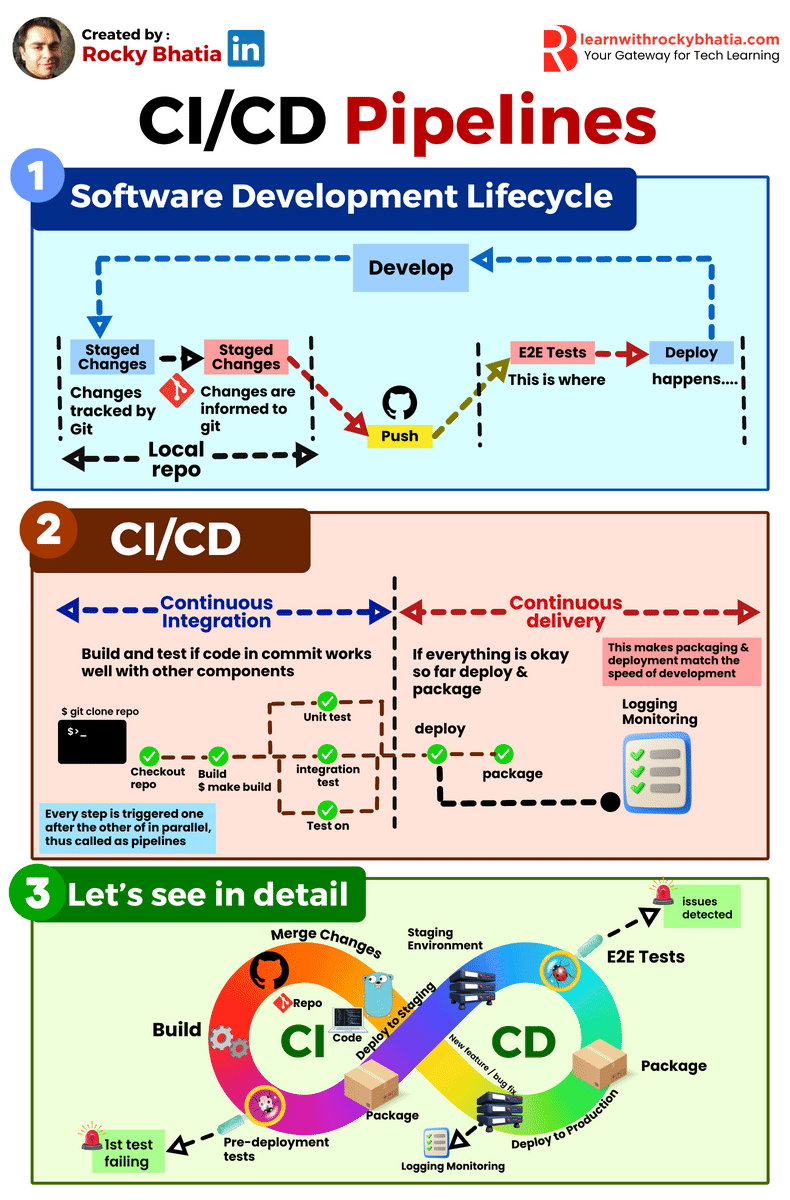 Created by :
Rocky Bhatia
in
learnwithrockybhatia.com
Your Gateway for Tech Learning
CI/CD Pipelines
1
Software Development Lifecycle
Develop
Staged
Changes
Staged
Changes
E2E Tests
Deploy
Changes
tracked by
Git
Changes are
informed to
git
This is where
happens....
Push
Local
repo
2
CI/CD
Continuous
Integration
Continuous
delivery
Build and test if code in commit works
well with other components
If everything is okay
so far deploy &
package
This makes packaging &
deployment match the
speed of development
$ git clone repo
$>_
Unit test
deploy
Logging
Monitoring
Checkout
repo
Build
$ make build
integration
test
package
Test on
Every step is triggered one
after the other of in parallel,
thus called as pipelines
3
Let's see in detail
issues
detected
Merge Changes
Staging
Environment
E2E Tests
Repo
Build
CI
Code
Deploy to Staging
New feature / bug fix
CD
Package
Package
Deploy to Production
1st test
failing
Pre-deployment
tests
Logging Monitoring